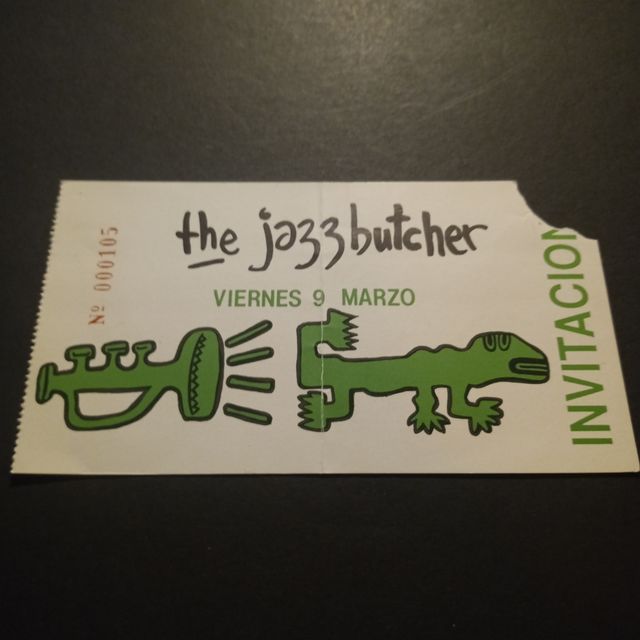 the jazzbutcher
VIERNES 9 MARZO
Nº 000105
INVITACION